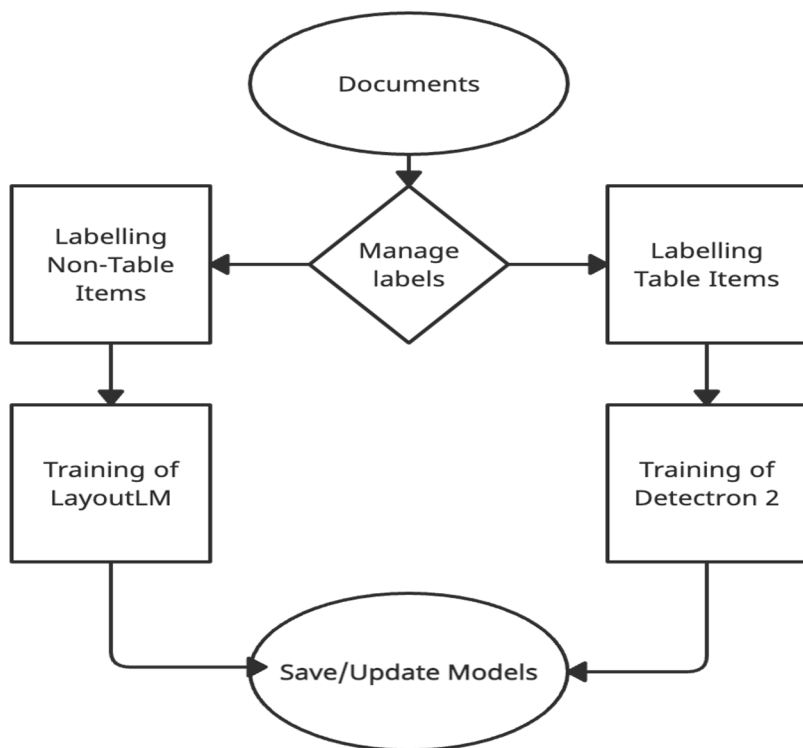 Documents
Manage
labels
Labelling
Non-Table
Items
Labelling
Table Items
Training of
LayoutLM
Training of
Detectron 2
Save/Update Models